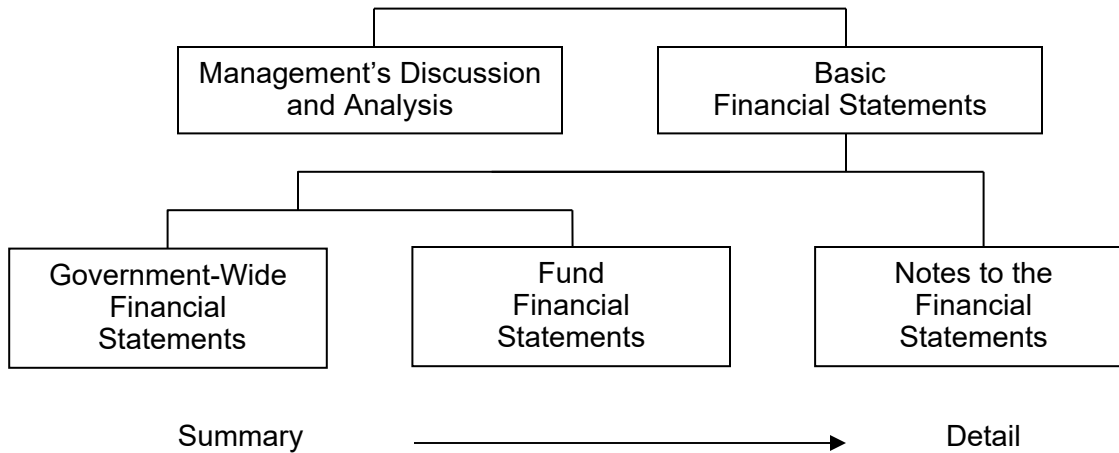 Management’s Discussion
and Analysis
Basic
Financial Statements
Government-Wide
Financial
Statements
Fund
Financial
Statements
Notes to the
Financial
Statements
Summary
Detail